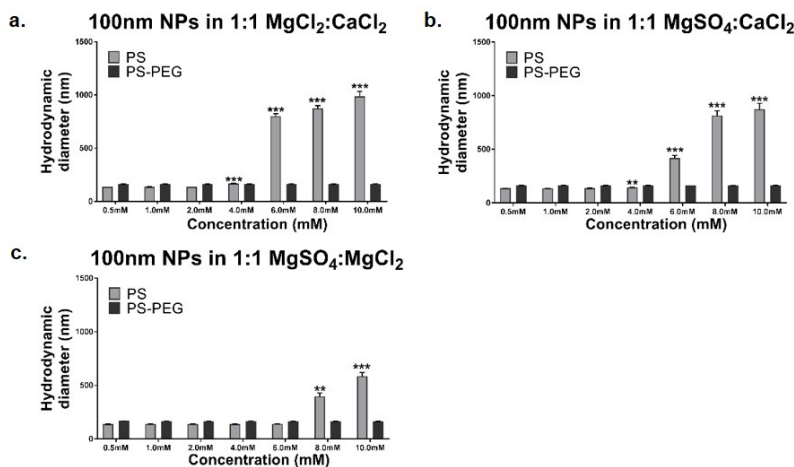 a.
100nm NPs in 1:1 MgCl₂:CaCl₂
Hydrodynamic
diameter (nm)
1500
1000
500
0
PS
PS-PEG
***
***
***
***
0.5mM 1.0mM 2.0mM 4.0mM 6.0mM 8.0mM 10.0mM
Concentration (mM)
b.
100nm NPs in 1:1 MgSO₄:CaCl₂
Hydrodynamic
diameter (nm)
1500
1000
500
0
PS
PS-PEG
**
***
***
***
0.5mM 1.0mM 2.0mM 4.0mM 6.0mM 8.0mM 10.0mM
Concentration (mM)
c.
100nm NPs in 1:1 MgSO₄:MgCl₂
Hydrodynamic
diameter (nm)
1500
1000
500
0
PS
PS-PEG
**
***
0.5mM 1.0mM 2.0mM 4.0mM 6.0mM 8.0mM 10.0mM
Concentration (mM)